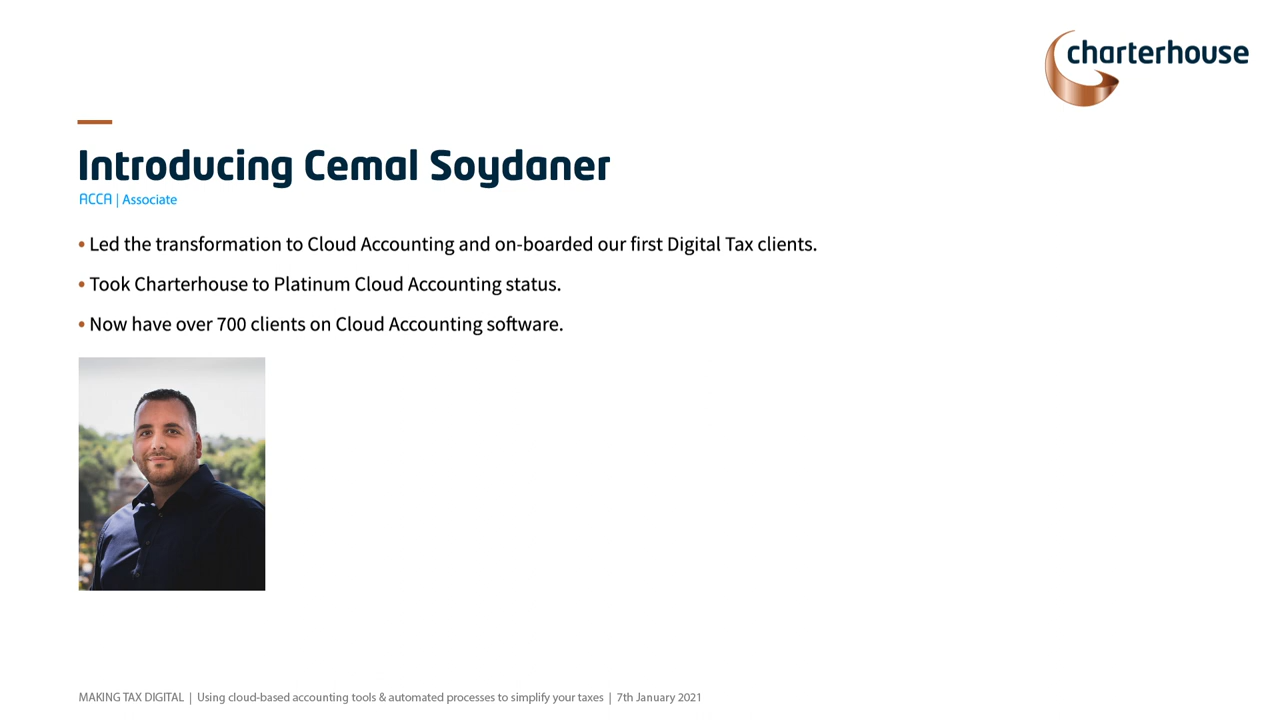 charterhouse
Introducing Cemal Soydaner
ACCA | Associate
• Led the transformation to Cloud Accounting and on-boarded our first Digital Tax clients.
• Took Charterhouse to Platinum Cloud Accounting status.
• Now have over 700 clients on Cloud Accounting software.
MAKING TAX DIGITAL | Using cloud-based accounting tools & automated processes to simplify your taxes | 7th January 2021